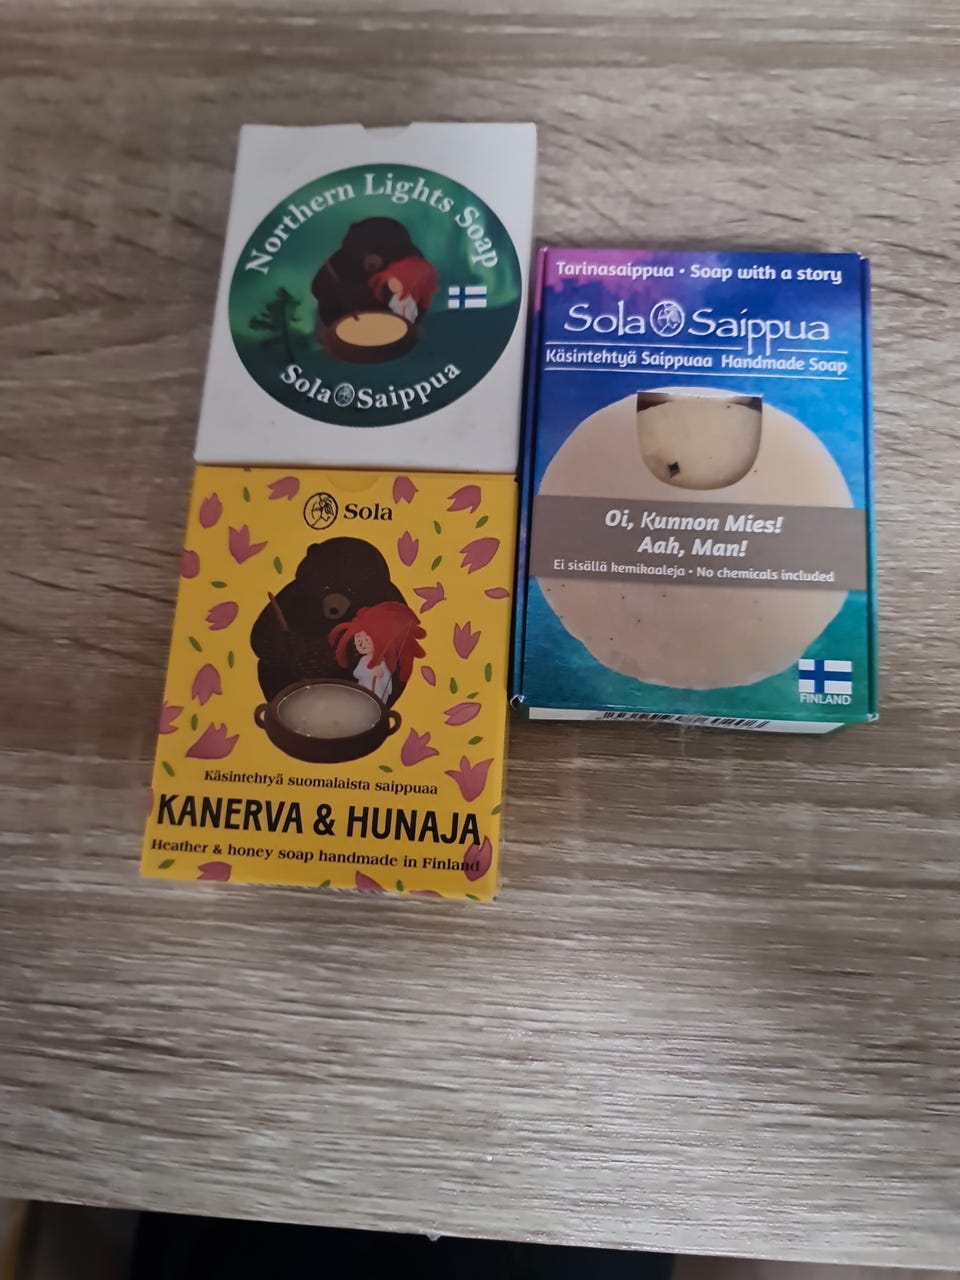 Northern Lights Soap
Sola Saippua
Tarinasaippua • Soap with a story
Sola Saippua
Käsintehtyä Saippuaa Handmade Soap
Oi, Kunnon Mies!
Aah, Man!
Ei sisällä kemikaaleja • No chemicals included
FINLAND
Sola
Käsintehtyä suomalaista saippuaa
KANERVA & HUNAJA
Heather & honey soap handmade in Finland